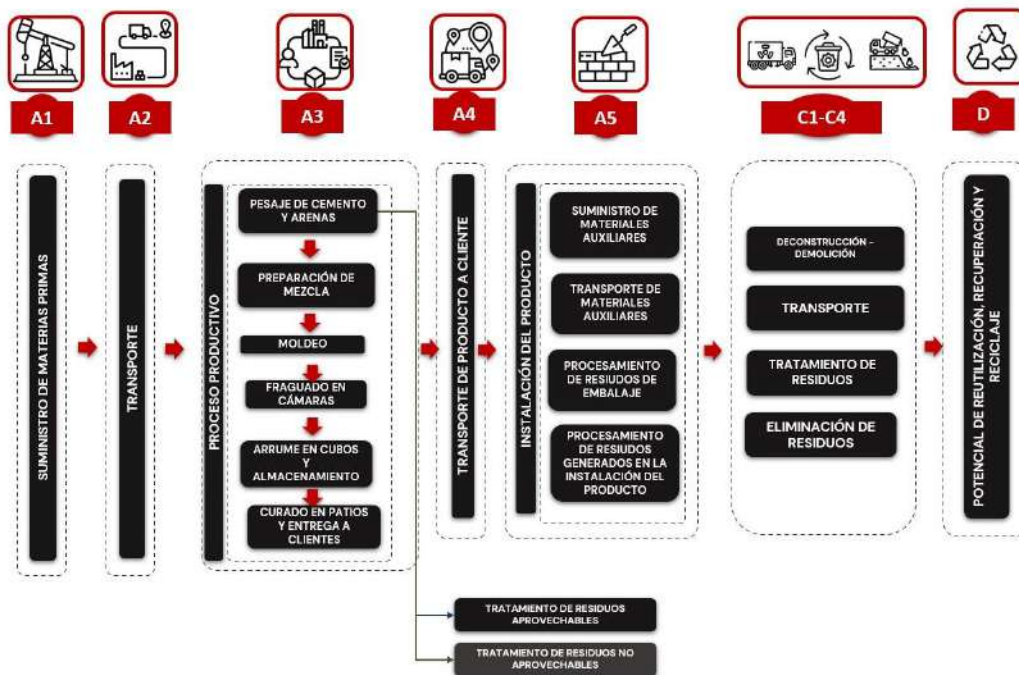 A1
A2
A3
A4
A5
C1-C4
D
SUMINISTRO DE MATERIAS PRIMAS
TRANSPORTE
PROCESO PRODUCTIVO
PESAJE DE CEMENTO
Y ARENAS
PREPARACIÓN DE
MEZCLA
MOLDEO
FRAGUADO EN
CÁMARAS
ARRUME EN CUBOS
Y
ALMACENAMIENTO
CURADO EN PATIOS
Y ENTREGA A
CLIENTES
TRANSPORTE DE PRODUCTO A CLIENTE
INSTALACIÓN DEL PRODUCTO
SUMINISTRO DE
MATERIALES
AUXILIARES
TRANSPORTE DE
MATERIALES
AUXILIARES
PROCESAMIENTO
DE RESIUDOS DE
EMBALAJE
PROCESAMIENTO
DE RESIUDOS
GENERADOS EN LA
INSTALACIÓN DEL
PRODUCTO
DECONSTRUCCIÓN -
DEMOLICIÓN
TRANSPORTE
TRATAMIENTO DE
RESIDUOS
ELIMINACIÓN DE
RESIDUOS
POTENCIAL DE REUTILIZACIÓN, RECUPERACIÓN Y
RECICLAJE
TRATAMIENTO DE RESIDUOS
APROVECHABLES
TRATAMIENTO DE RESIDUOS NO
APROVECHABLES